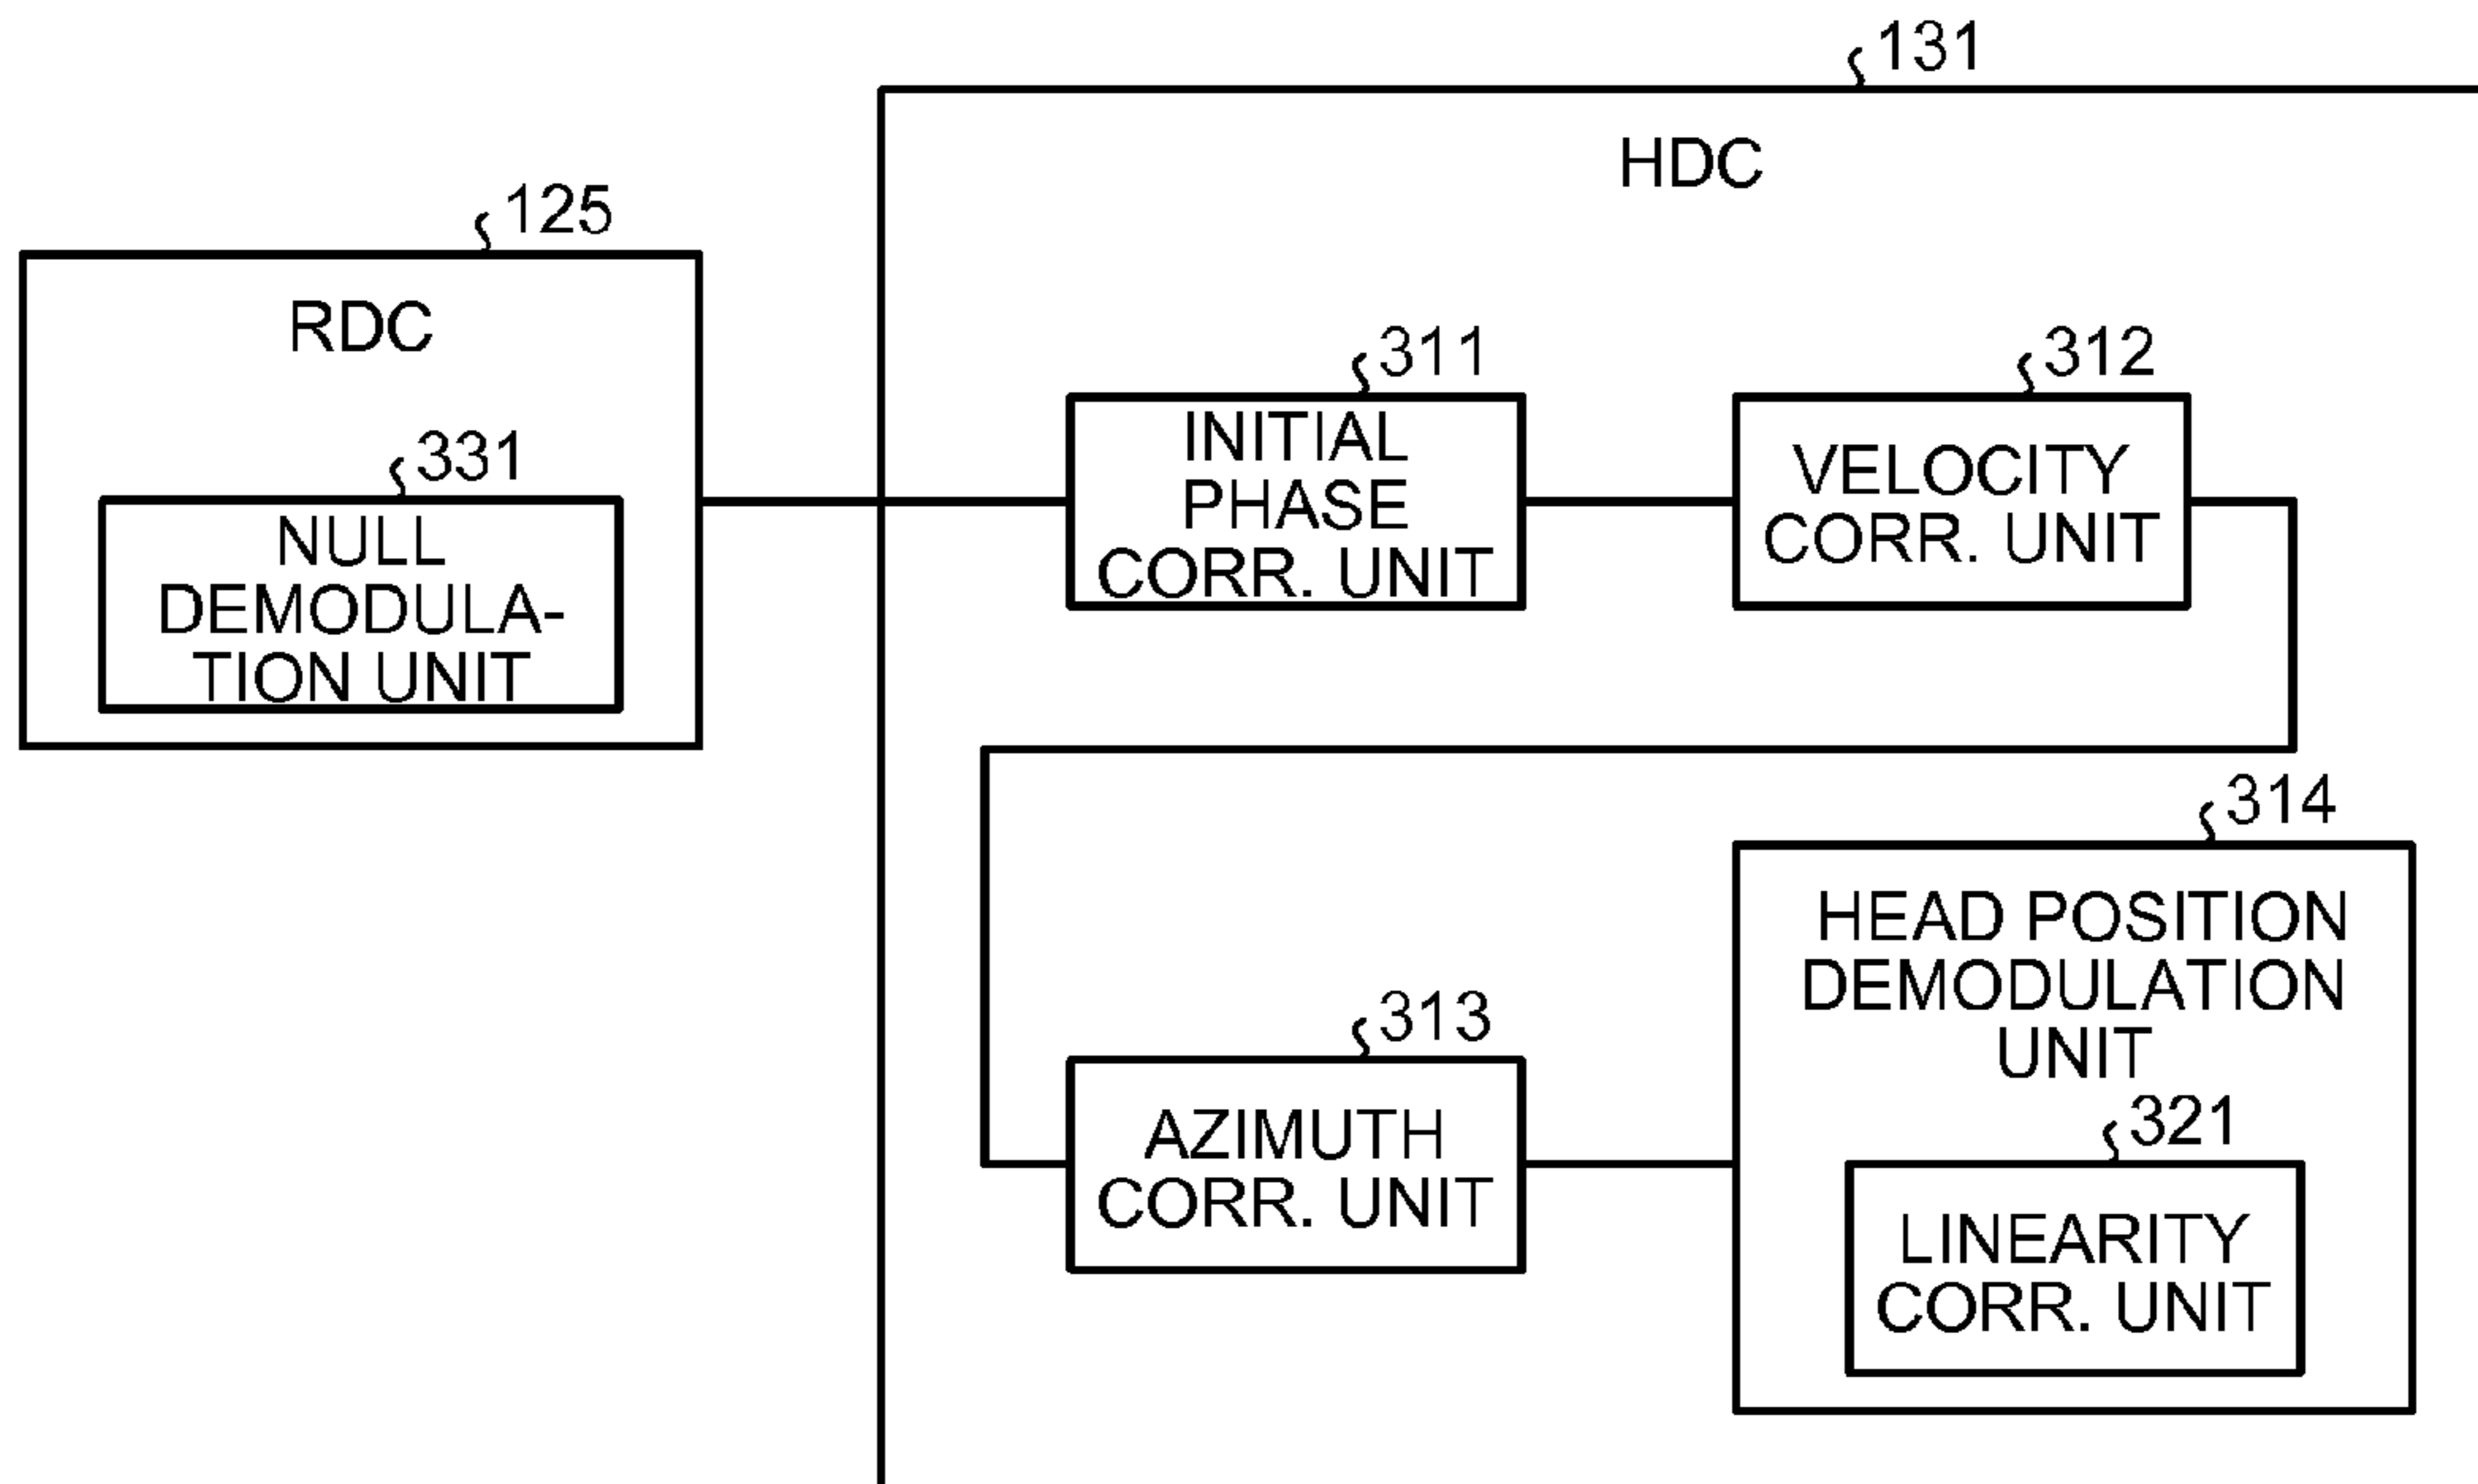 131
HDC
125
RDC
331
NULL
DEMODULA-
TION UNIT
311
INITIAL
PHASE
CORR. UNIT
312
VELOCITY
CORR. UNIT
313
AZIMUTH
CORR. UNIT
314
HEAD POSITION
DEMODULATION
UNIT
321
LINEARITY
CORR. UNIT